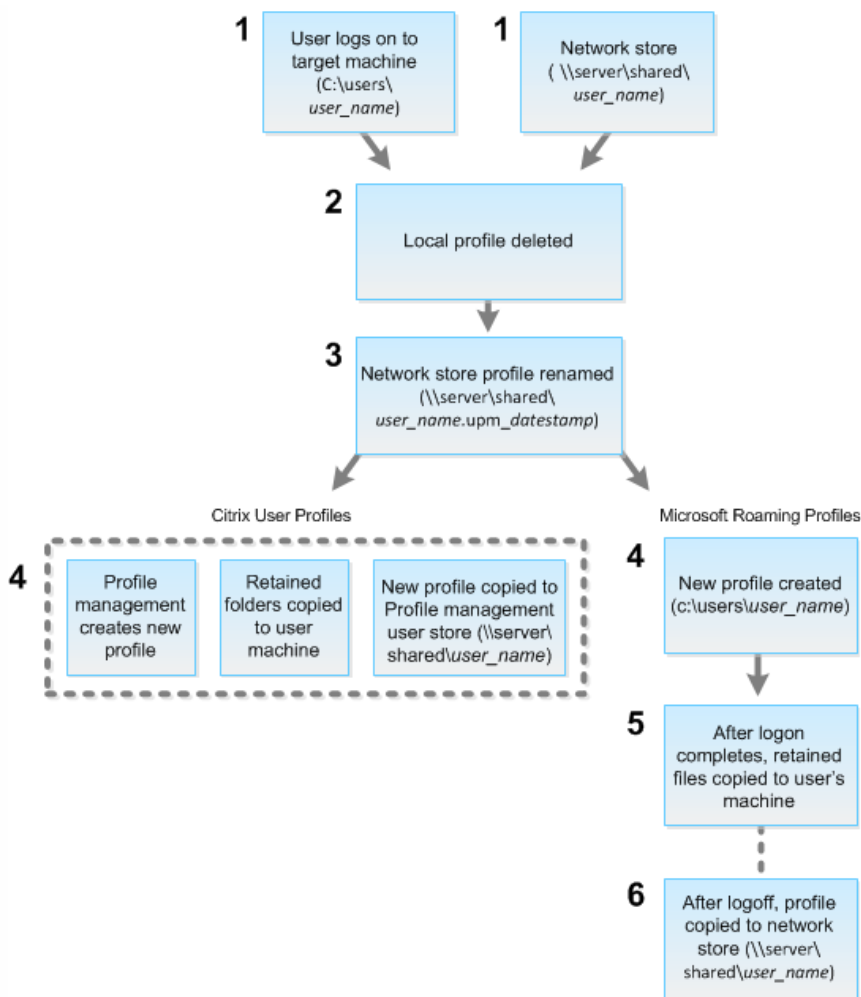 1
User logs on to
target machine
(C:\users\
user_name)
1
Network store
( \\server\shared\
user_name)
2
Local profile deleted
3
Network store profile renamed
(\\server\shared\
user_name.upm_datestamp)
Citrix User Profiles
4
Profile
management
creates new
profile
Retained
folders copied
to user
machine
New profile copied to
Profile management
user store (\\server\
shared\user_name)
Microsoft Roaming Profiles
4
New profile created
(c:\users\user_name)
5
After logon
completes, retained
files copied to user's
machine
6
After logoff, profile
copied to network
store (\\server\
shared\user_name)